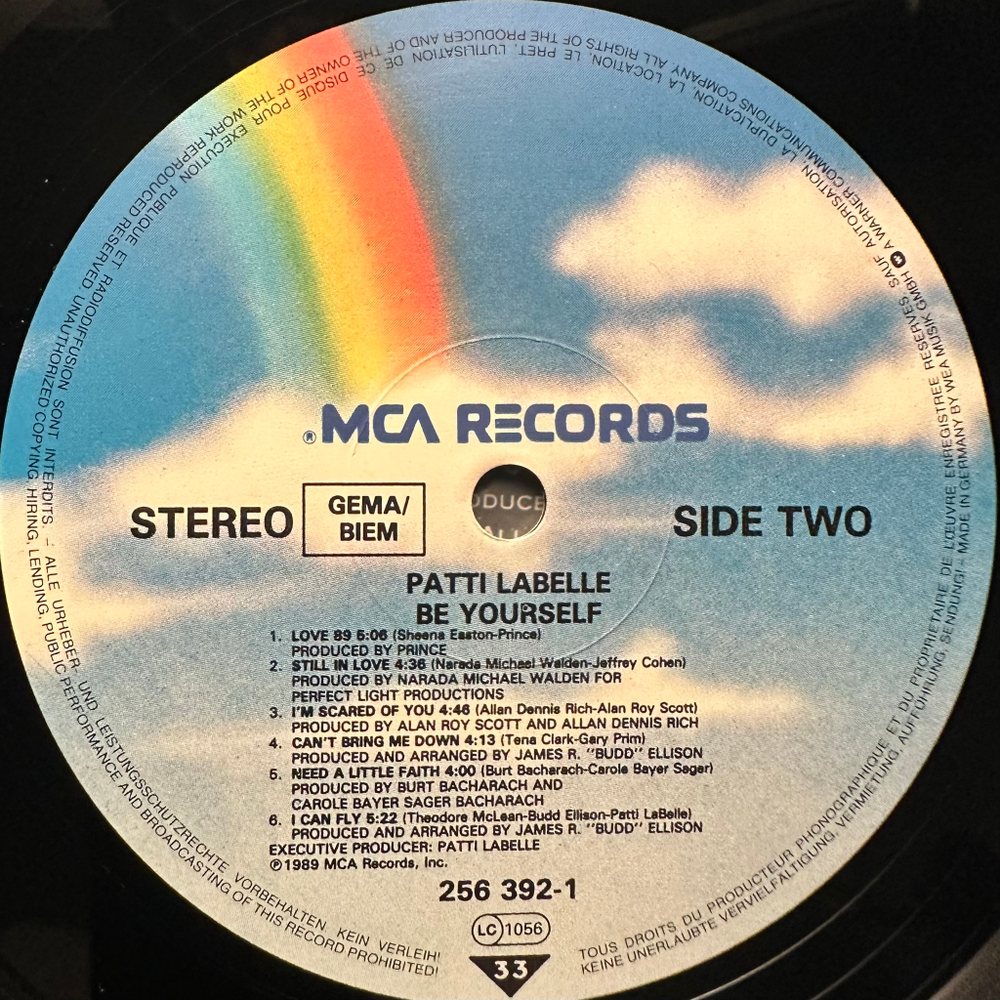 ® MCA RECORDS
STEREO
GEMA/
BIEM
SIDE TWO
PATTI LABELLE
BE YOURSELF
1. LOVE 89 5:06 (Sheena Easton-Prince)
PRODUCED BY PRINCE
2. STILL IN LOVE 4:36 (Narada Michael Walden-Jeffrey Cohen)
PRODUCED BY NARADA MICHAEL WALDEN FOR
PERFECT LIGHT PRODUCTIONS
3. I'M SCARED OF YOU 4:46 (Allan Dennis Rich-Alan Roy Scott)
PRODUCED BY ALAN ROY SCOTT AND ALLAN DENNIS RICH
4. CAN'T BRING ME DOWN 4:13 (Tena Clark-Gary Prim)
PRODUCED AND ARRANGED BY JAMES R. "BUDD" ELLISON
5. NEED A LITTLE FAITH 4:00 (Burt Bacharach-Carole Bayer Sager)
PRODUCED BY BURT BACHARACH AND
CAROLE BAYER SAGER BACHARACH
6. I CAN FLY 5:22 (Theodore McLean-Budd Ellison-Patti LaBelle)
PRODUCED AND ARRANGED BY JAMES R. "BUDD" ELLISON
EXECUTIVE PRODUCER: PATTI LABELLE
℗1989 MCA Records, Inc.
256 392-1
LC 1056
33
TOUS DROITS DU PRODUCTEUR PHONOGRAPHIQUE ET DU PROPRIETAIRE DE L'ŒUVRE ENREGISTREE RESERVES. SAUF AUTORISATION, LA DUPLICATION, LA LOCATION, LE PRET, L'UTILISATION DE CE DISQUE POUR EXECUTION PUBLIQUE ET RADIODIFFUSION SONT INTERDITS. – ALLE URHEBER- UND LEISTUNGSSCHUTZRECHTE VORBEHALTEN KEIN VERLEIH!
KEINE UNERLAUBTE VERVIELFÄLTIGUNG, VERMIETUNG, AUFFÜHRUNG, SENDUNG! – MADE IN GERMANY BY WEA MUSIK GMBH A WARNER COMMUNICATIONS COMPANY. ALL RIGHTS OF THE PRODUCER AND OF THE OWNER OF THE WORK REPRODUCED RESERVED UNAUTHORIZED COPYING, HIRING, LENDING, PUBLIC PERFORMANCE AND BROADCASTING OF THIS RECORD PROHIBITED!